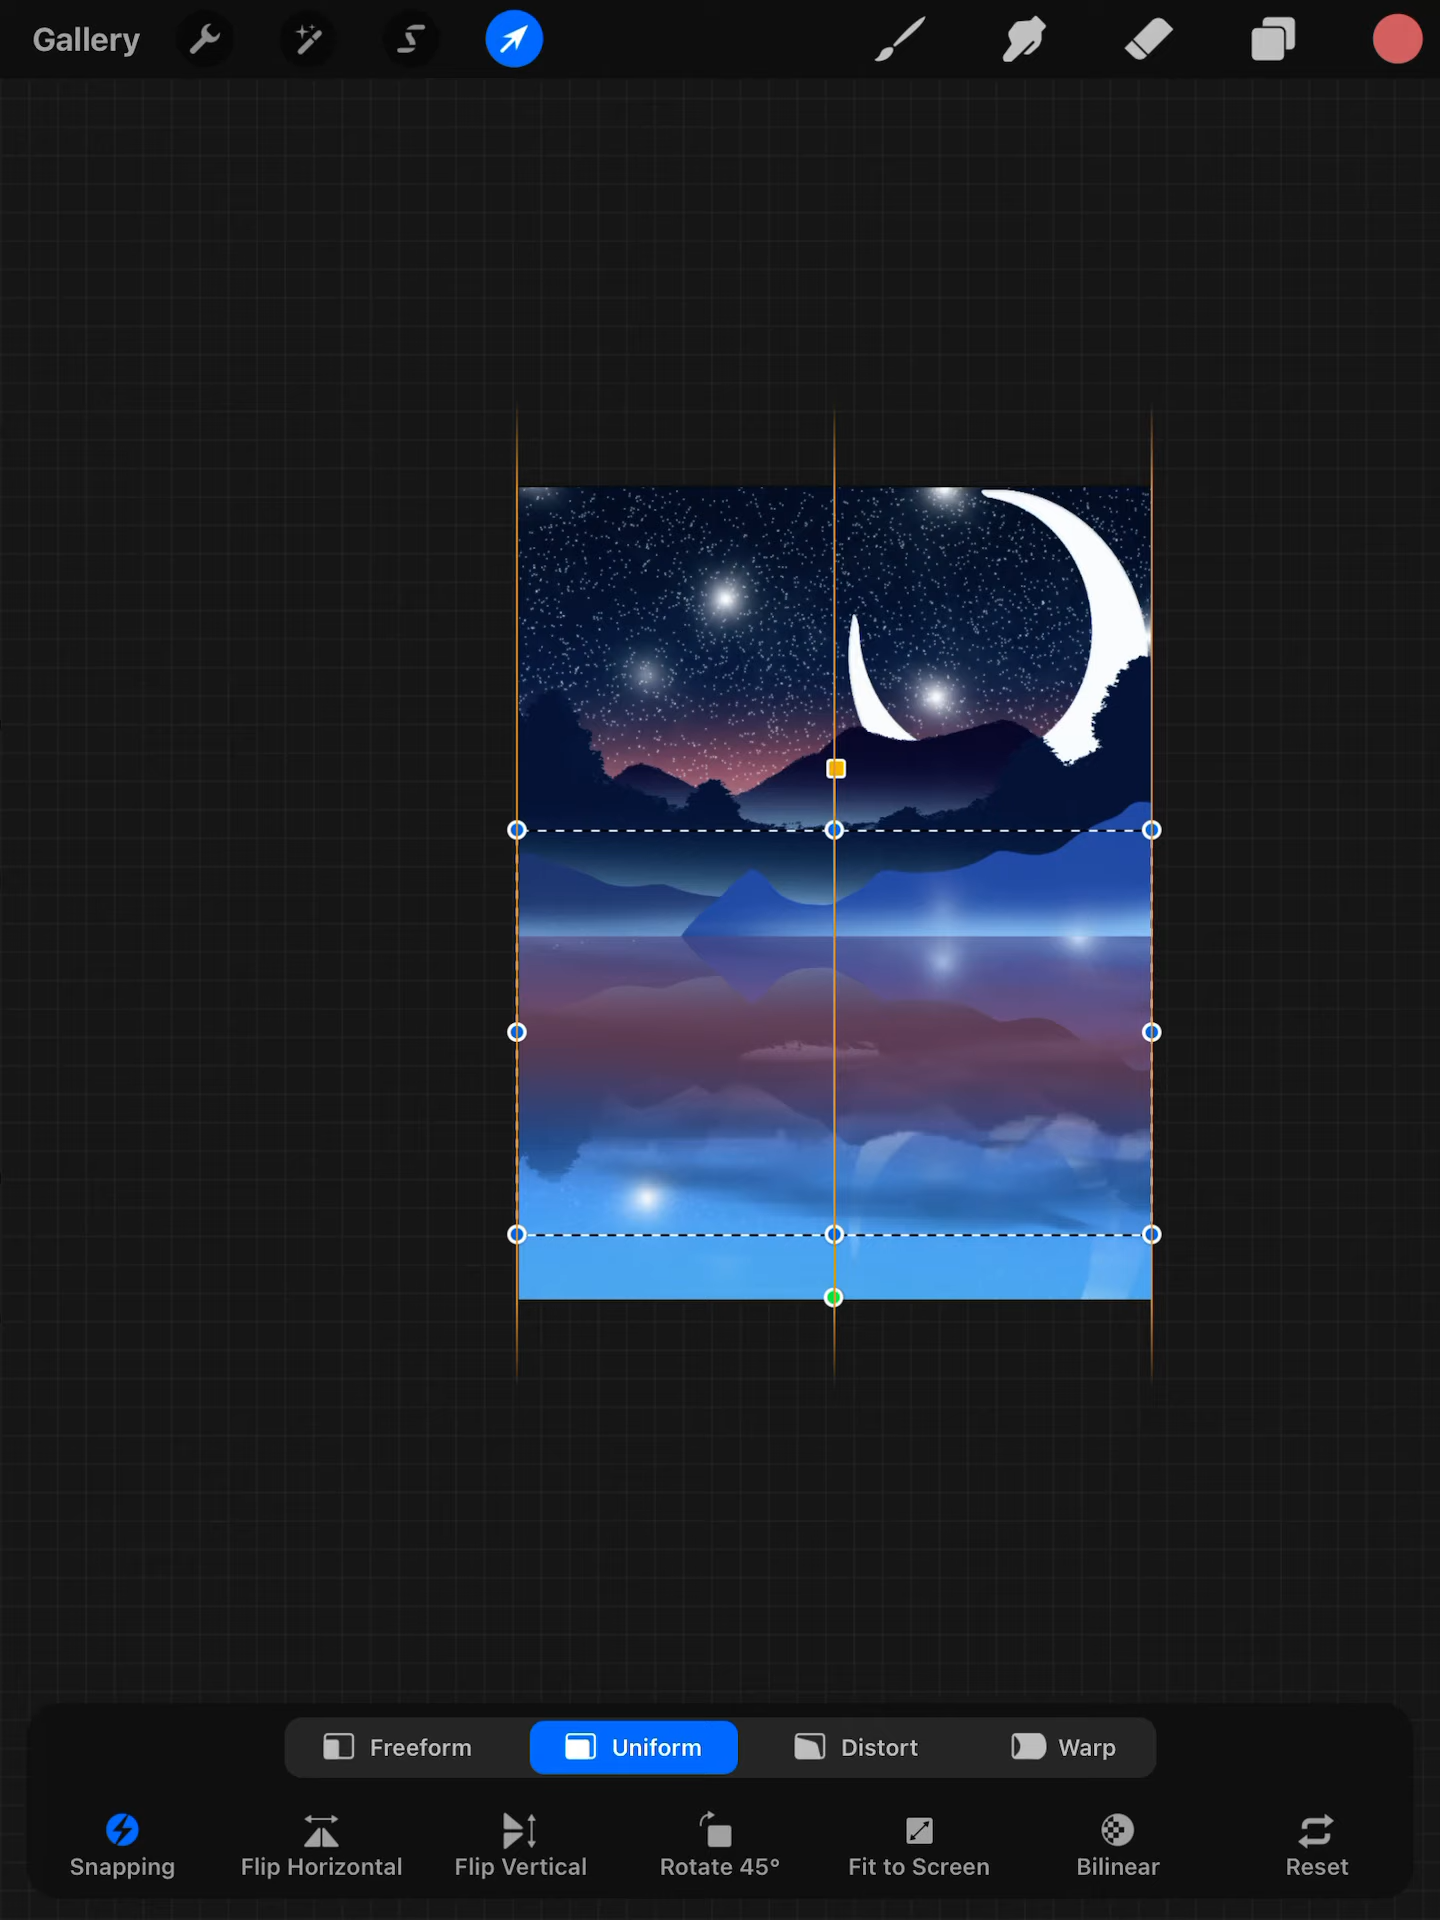 Gallery
Freeform
Uniform
Distort
Warp
Snapping
Flip Horizontal
Flip Vertical
Rotate 45°
Fit to Screen
Bilinear
Reset